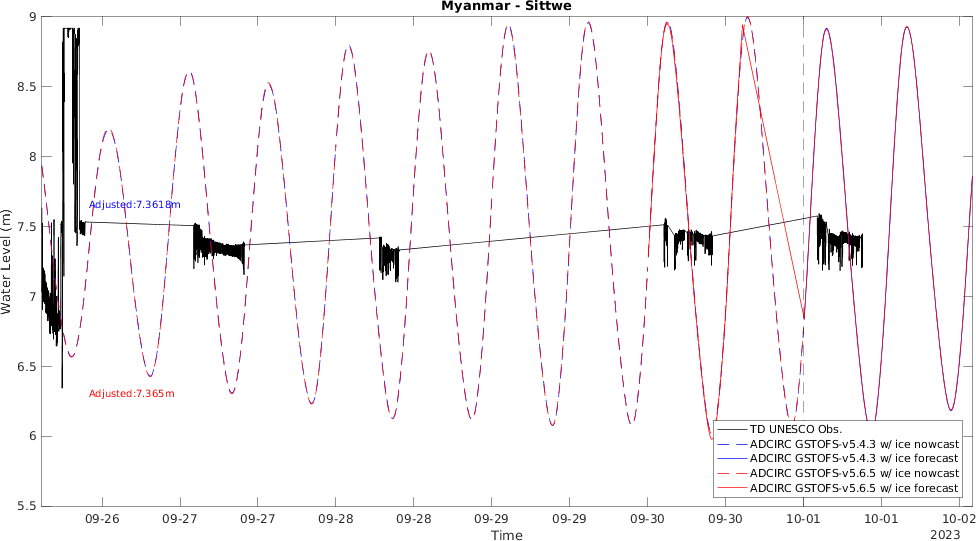 Myanmar - Sittwe
9
8.5
8
7.5
7
6.5
6
5.5
Water Level (m)
Adjusted:7.3618m
Adjusted:7.365m
TD UNESCO Obs.
ADCIRC GSTOFS-v5.4.3 w/ ice nowcast
ADCIRC GSTOFS-v5.4.3 w/ ice forecast
ADCIRC GSTOFS-v5.6.5 w/ ice nowcast
ADCIRC GSTOFS-v5.6.5 w/ ice forecast
09-26 09-27 09-27 09-28 09-28 09-29 09-29 09-30 09-30 10-01 10-01 10-02
Time
2023